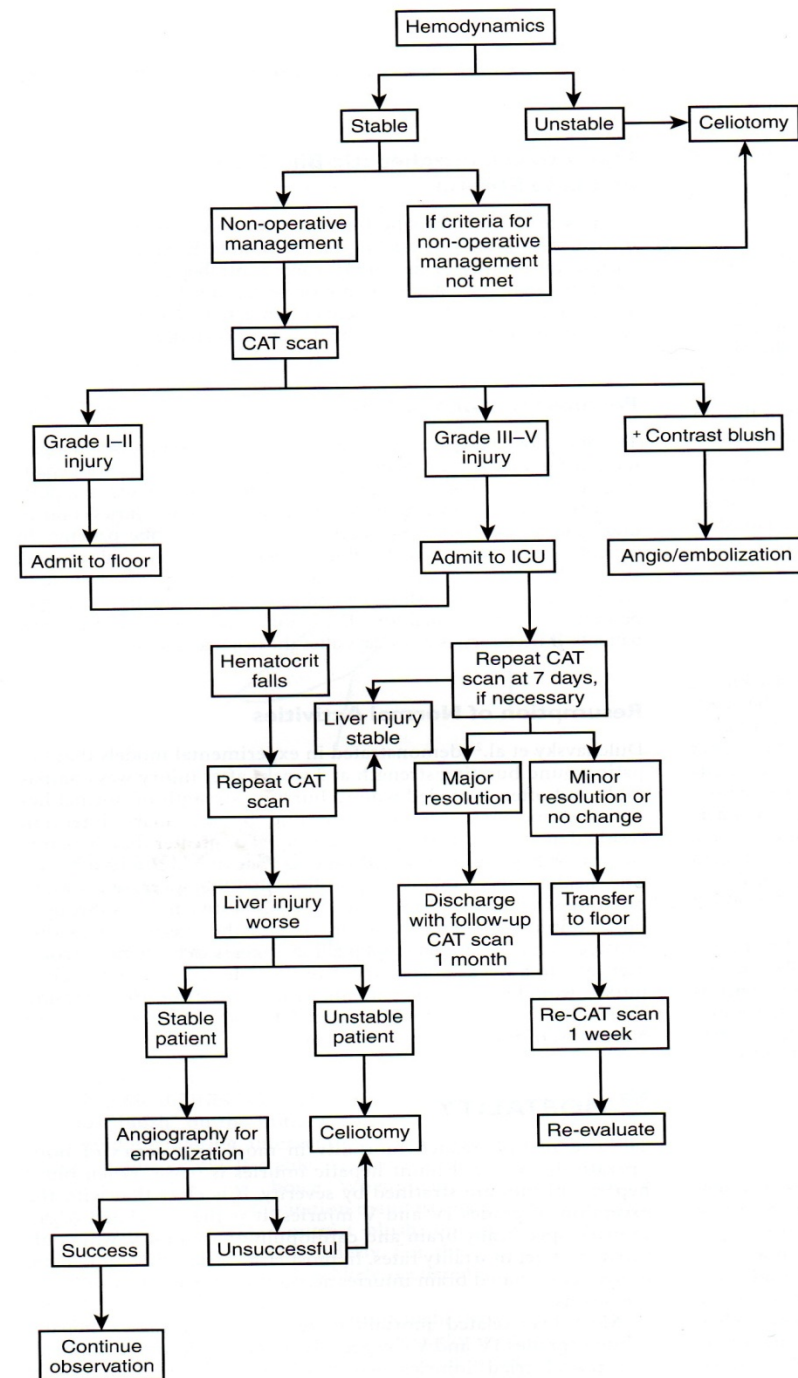 Hemodynamics
Stable
Unstable
Celiotomy
Non-operative
management
If criteria for
non-operative
management
not met
CAT scan
Grade I–II
injury
Grade III–V
injury
+ Contrast blush
Admit to floor
Admit to ICU
Angio/embolization
Hematocrit
falls
Repeat CAT
scan at 7 days,
if necessary
Liver injury
stable
Repeat CAT
scan
Major
resolution
Minor
resolution or
no change
Liver injury
worse
Discharge
with follow-up
CAT scan
1 month
Transfer
to floor
Stable
patient
Unstable
patient
Re-CAT scan
1 week
Angiography for
embolization
Celiotomy
Re-evaluate
Success
Unsuccessful
Continue
observation